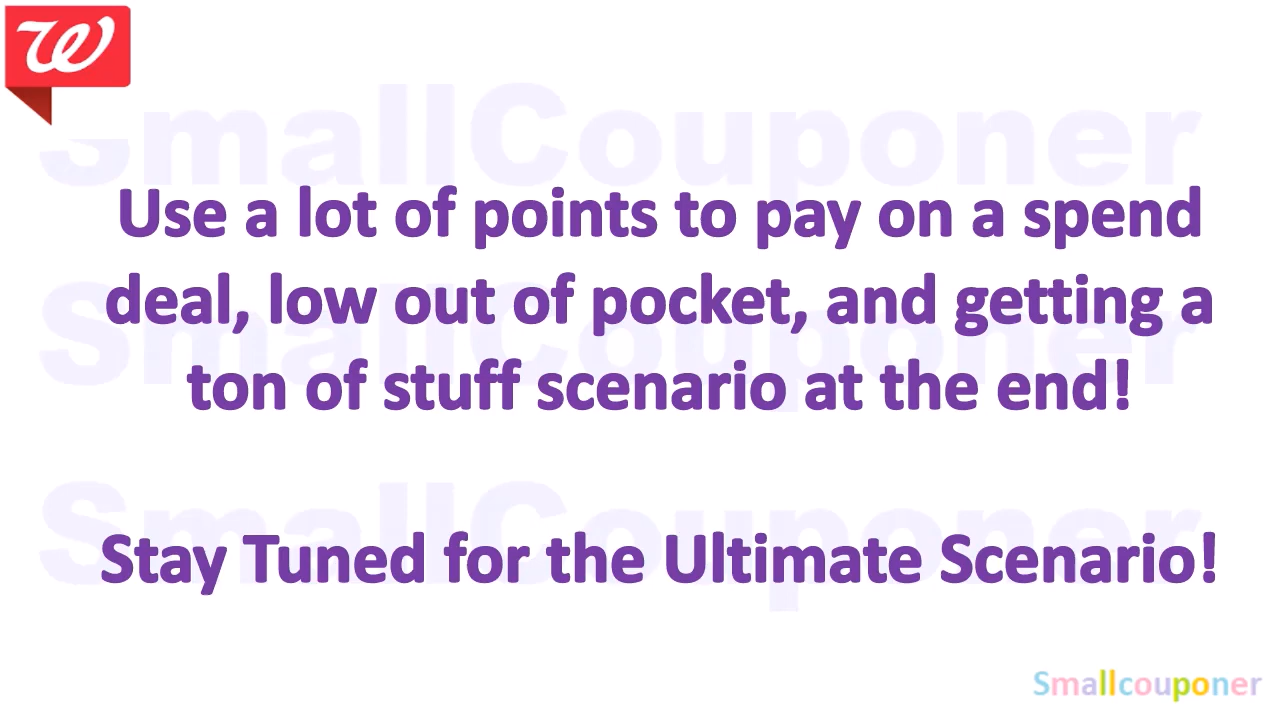 W
SmallCouponer
Use a lot of points to pay on a spend
deal, low out of pocket, and getting a
SmallCouponer
ton of stuff scenario at the end!
SmallCouponer
Stay Tuned for the Ultimate Scenario!
Smallcouponer